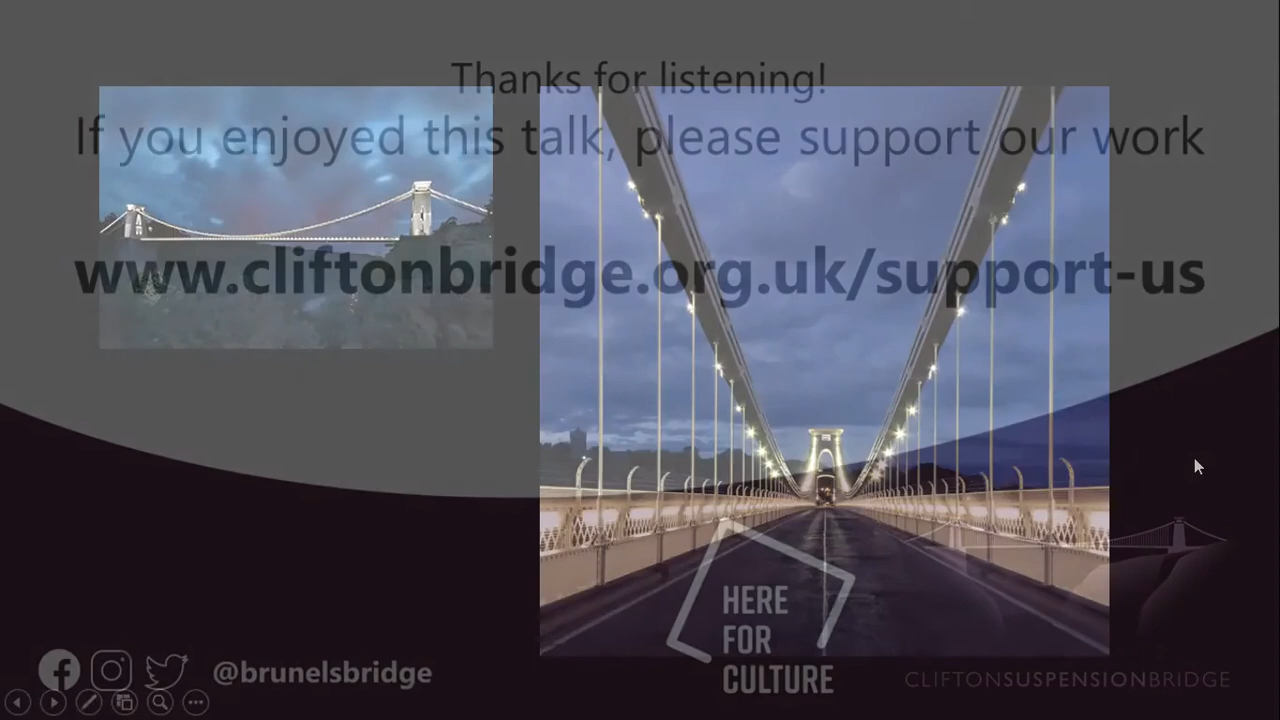 Thanks for listening!
If you enjoyed this talk, please support our work
www.cliftonbridge.org.uk/support-us
HERE
FOR
CULTURE
@brunelsbridge
CLIFTONSUSPENSIONBRIDGE